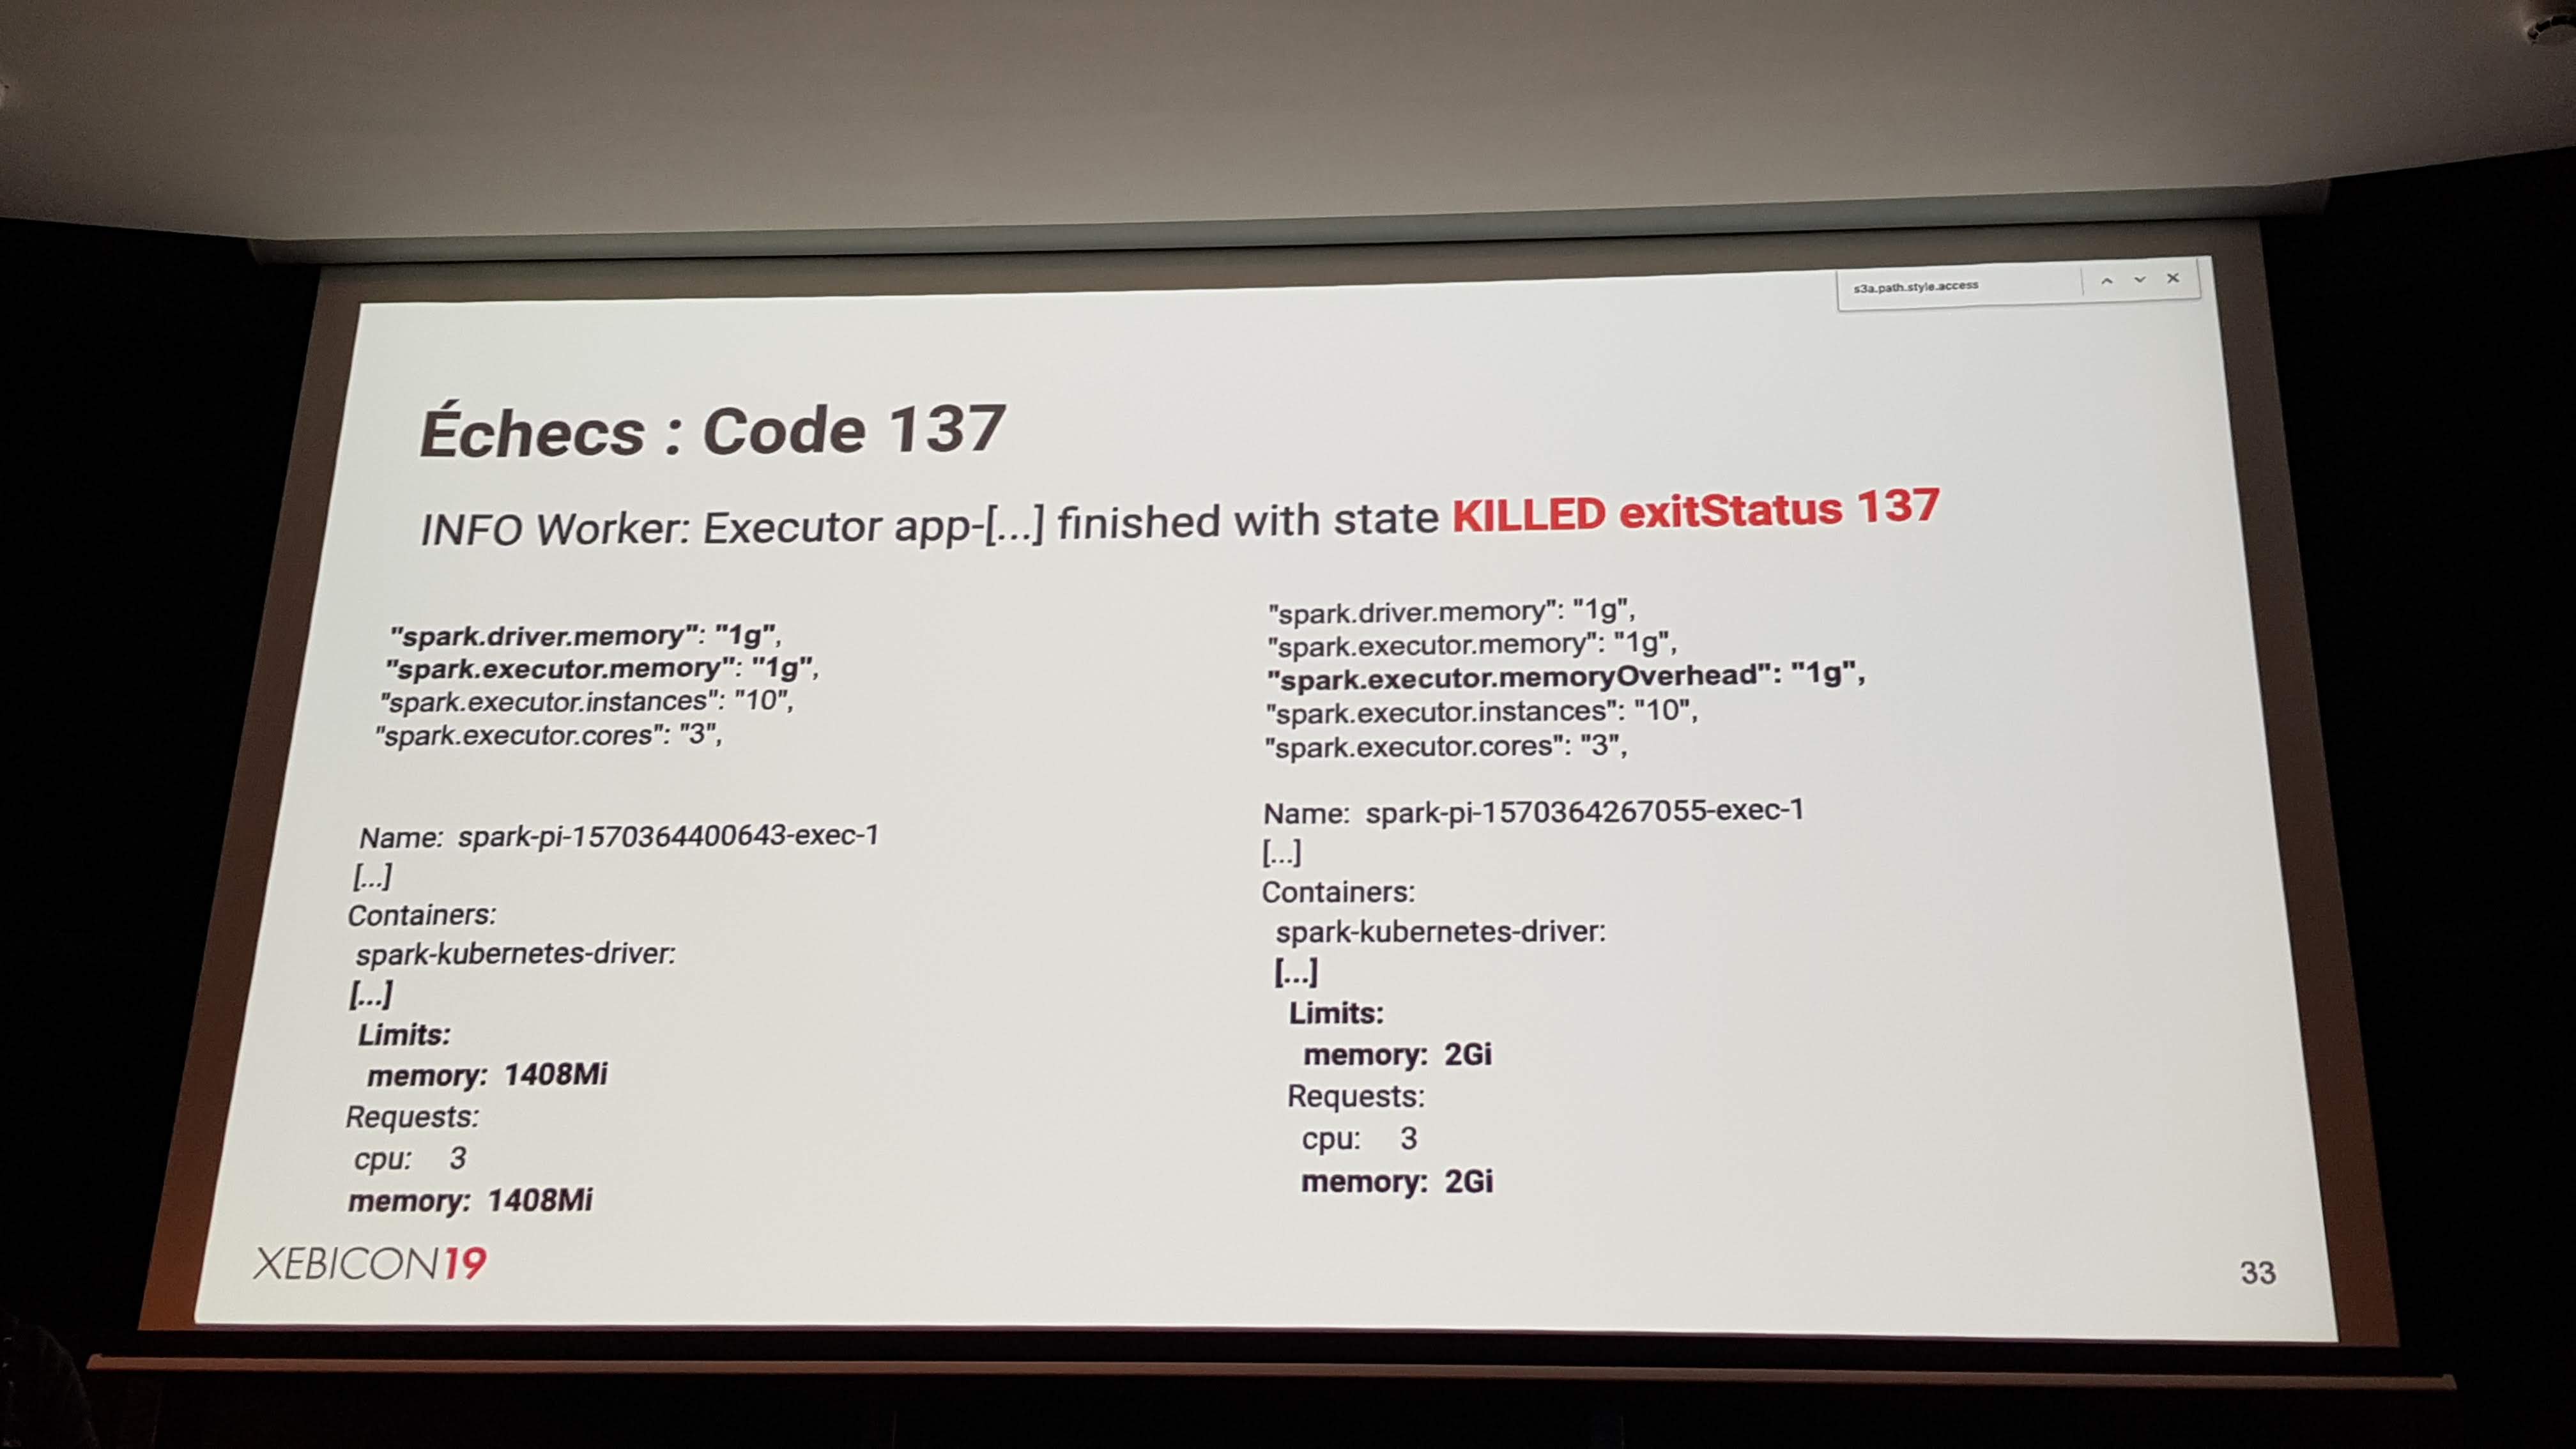 s3a.path.style.access
Échecs : Code 137
INFO Worker: Executor app-[...] finished with state KILLED exitStatus 137
"spark.driver.memory": "1g",
"spark.executor.memory": "1g",
"spark.executor.instances": "10",
"spark.executor.cores": "3",
Name: spark-pi-1570364400643-exec-1
[...]
Containers:
spark-kubernetes-driver:
[...]
Limits:
memory: 1408Mi
Requests:
cpu: 3
memory: 1408Mi
"spark.driver.memory": "1g",
"spark.executor.memory": "1g",
"spark.executor.memoryOverhead": "1g",
"spark.executor.instances": "10",
"spark.executor.cores": "3",
Name: spark-pi-1570364267055-exec-1
[...]
Containers:
spark-kubernetes-driver:
[...]
Limits:
memory: 2Gi
Requests:
cpu: 3
memory: 2Gi
XEBICON19
33